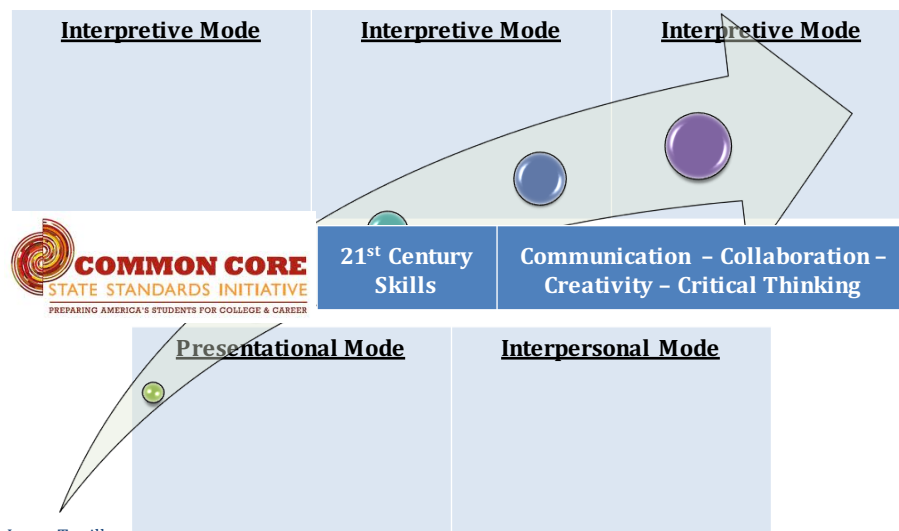 Interpretive Mode
Interpretive Mode
Interpretive Mode
COMMON CORE
STATE STANDARDS INITIATIVE
PREPARING AMERICA'S STUDENTS FOR COLLEGE & CAREER
21st Century
Skills
Communication – Collaboration –
Creativity – Critical Thinking
Presentational Mode
Interpersonal Mode